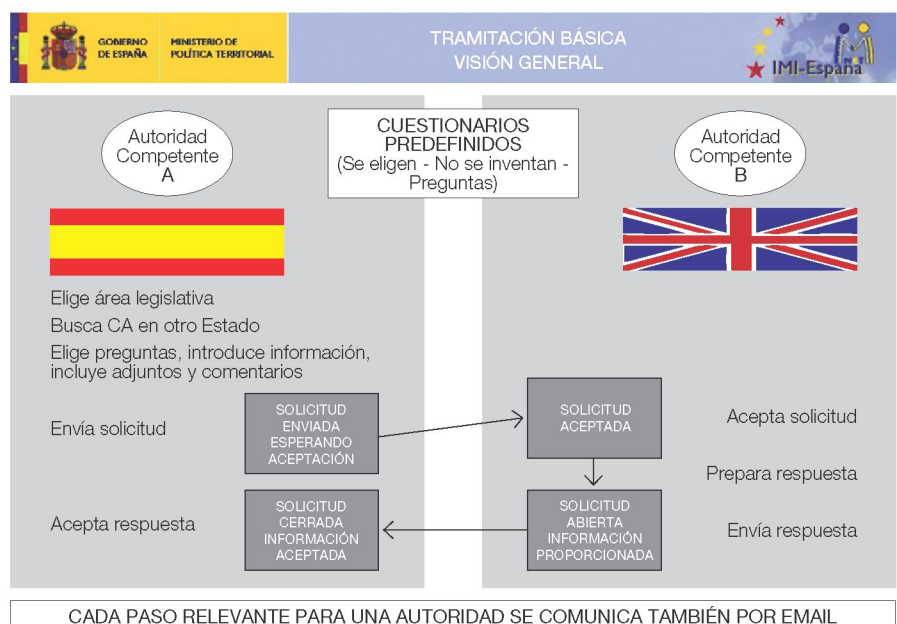 GOBIERNO
DE ESPAÑA
MINISTERIO DE
POLÍTICA TERRITORIAL
TRAMITACIÓN BÁSICA
VISIÓN GENERAL
IMI-España
Autoridad
Competente
A
CUESTIONARIOS
PREDEFINIDOS
(Se eligen - No se inventan -
Preguntas)
Autoridad
Competente
B
Elige área legislativa
Busca CA en otro Estado
Elige preguntas, introduce información,
incluye adjuntos y comentarios
Envía solicitud
SOLICITUD
ENVIADA
ESPERANDO
ACEPTACIÓN
SOLICITUD
ACEPTADA
Acepta solicitud
Prepara respuesta
Acepta respuesta
SOLICITUD
CERRADA
INFORMACIÓN
ACEPTADA
SOLICITUD
ABIERTA
INFORMACIÓN
PROPORCIONADA
Envía respuesta
CADA PASO RELEVANTE PARA UNA AUTORIDAD SE COMUNICA TAMBIÉN POR EMAIL